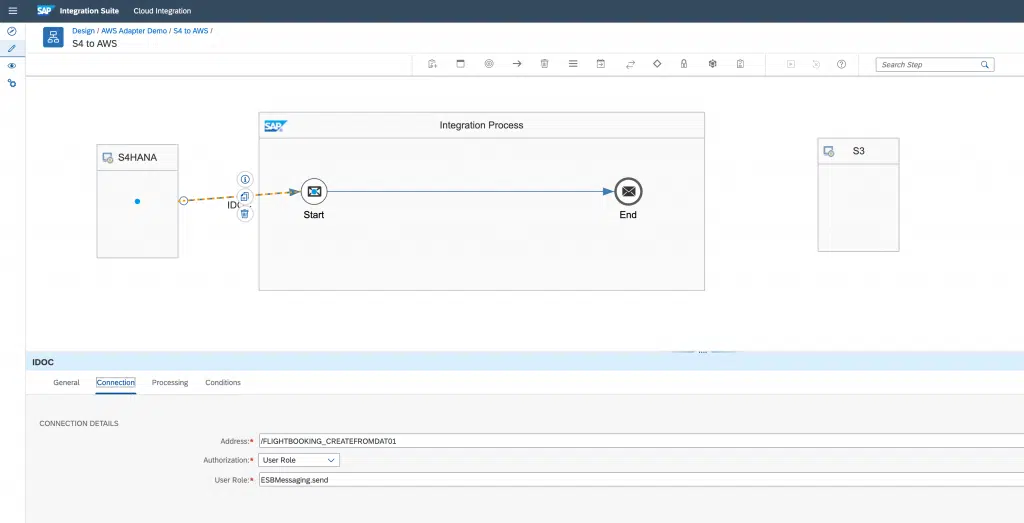 SAP Integration Suite Cloud Integration
Design / AWS Adapter Demo / S4 to AWS /
S4 to AWS
Search Step
SAP Integration Process
S4HANA
S3
Start
End
IDOC
General Connection Processing Conditions
CONNECTION DETAILS
Address:* /FLIGHTBOOKING_CREATEFROMDAT01
Authorization:* User Role
User Role:* ESBMessaging.send